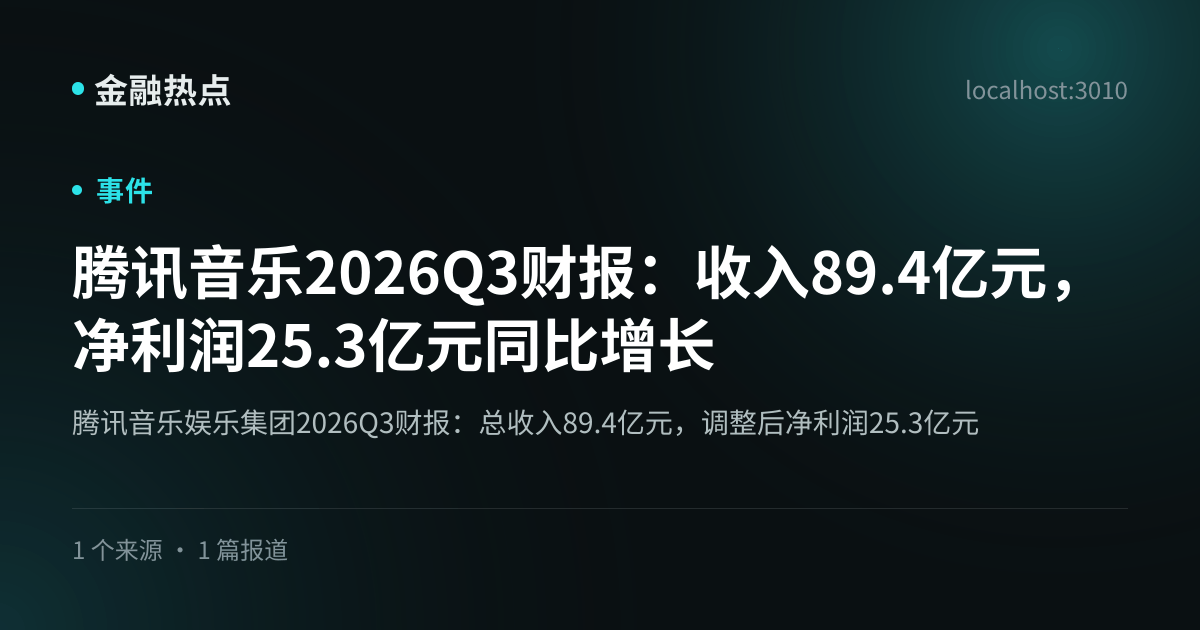 金融热点
localhost:3010
事件
腾讯音乐2026Q3财报：收入89.4亿元，
净利润25.3亿元同比增长
腾讯音乐娱乐集团2026Q3财报：总收入89.4亿元，调整后净利润25.3亿元
1 个来源 · 1 篇报道